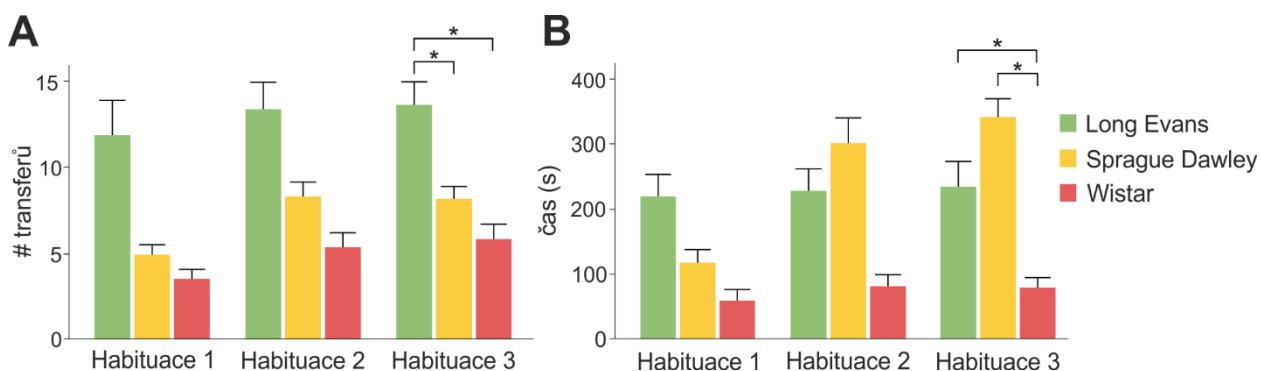 A
# transferů
15
10
5
0
*
*
Habituace 1
Habituace 2
Habituace 3
B
čas (s)
400
300
200
100
0
*
*
Habituace 1
Habituace 2
Habituace 3
Long Evans
Sprague Dawley
Wistar